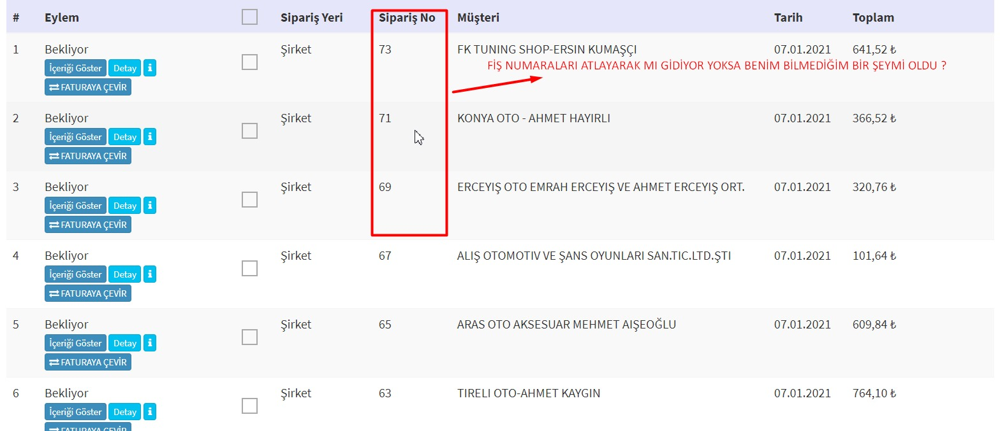 # Eylem Sipariş Yeri Sipariş No Müşteri Tarih Toplam
1 Bekliyor Şirket 73 FK TUNING SHOP-ERSIN KUMAŞÇI 07.01.2021 641,52 ₺
FİŞ NUMARALARI ATLAYARAK MI GİDİYOR YOKSA BENİM BİLMEDİĞİM BİR ŞEYMİ OLDU ?
İçeriği Göster Detay i
FATURAYA ÇEVİR
2 Bekliyor Şirket 71 KONYA OTO - AHMET HAYIRLI 07.01.2021 366,52 ₺
İçeriği Göster Detay i
FATURAYA ÇEVİR
3 Bekliyor Şirket 69 ERCEYIŞ OTO EMRAH ERCEYIŞ VE AHMET ERCEYIŞ ORT. 07.01.2021 320,76 ₺
İçeriği Göster Detay i
FATURAYA ÇEVİR
4 Bekliyor Şirket 67 ALIŞ OTOMOTIV VE ŞANS OYUNLARI SAN.TIC.LTD.ŞTI 07.01.2021 101,64 ₺
İçeriği Göster Detay i
FATURAYA ÇEVİR
5 Bekliyor Şirket 65 ARAS OTO AKSESUAR MEHMET AIŞEOĞLU 07.01.2021 609,84 ₺
İçeriği Göster Detay i
FATURAYA ÇEVİR
6 Bekliyor Şirket 63 TIRELI OTO-AHMET KAYGIN 07.01.2021 764,10 ₺
İçeriği Göster Detay i
FATURAYA ÇEVİR